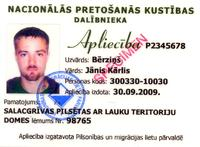 NACIONĀLĀS PRETOŠANĀS KUSTĪBAS
DALĪBNIEKA
Apliecība P2345678
Uzvārds: Bērziņš
Vārds: Jānis Kārlis
Personas kods: 300330-10030
Apliecība izdota: 30.09.2009.
SPECIMEN
Pamatojums:
SALACGRĪVAS PILSĒTAS AR LAUKU TERITORIJU
DOMES lēmums nr. 98765
Apliecība izgatavota Pilsonības un migrācijas lietu pārvaldē